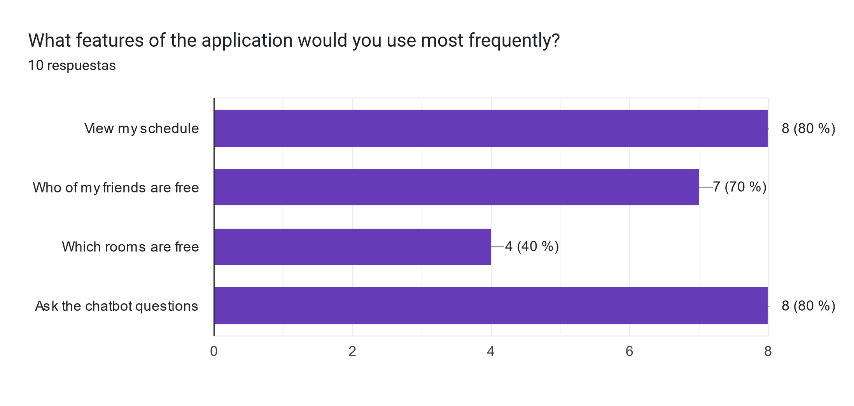 What features of the application would you use most frequently?
10 respuestas
View my schedule
8 (80 %)
Who of my friends are free
7 (70 %)
Which rooms are free
4 (40 %)
Ask the chatbot questions
8 (80 %)
0 2 4 6 8